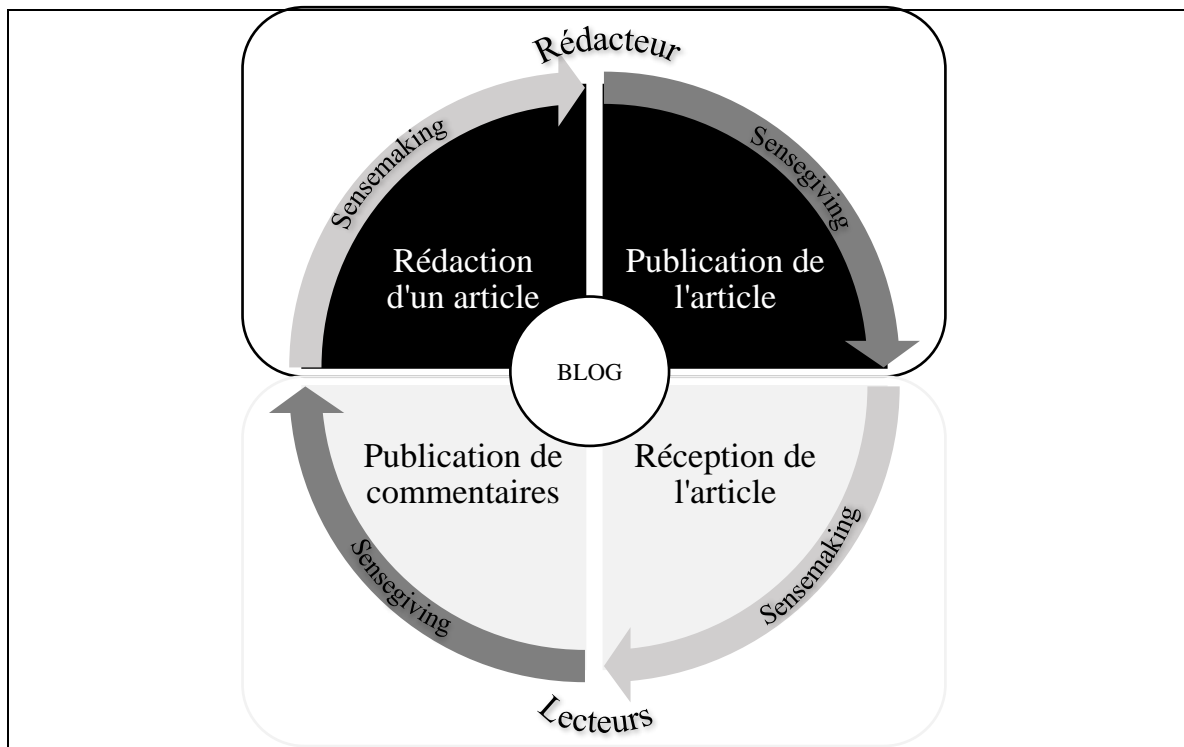 Rédacteur
Sensemaking
Sensegiving
Rédaction
d'un article
Publication de
l'article
BLOG
Publication de
commentaires
Réception de
l'article
Sensegiving
Sensemaking
Lecteurs